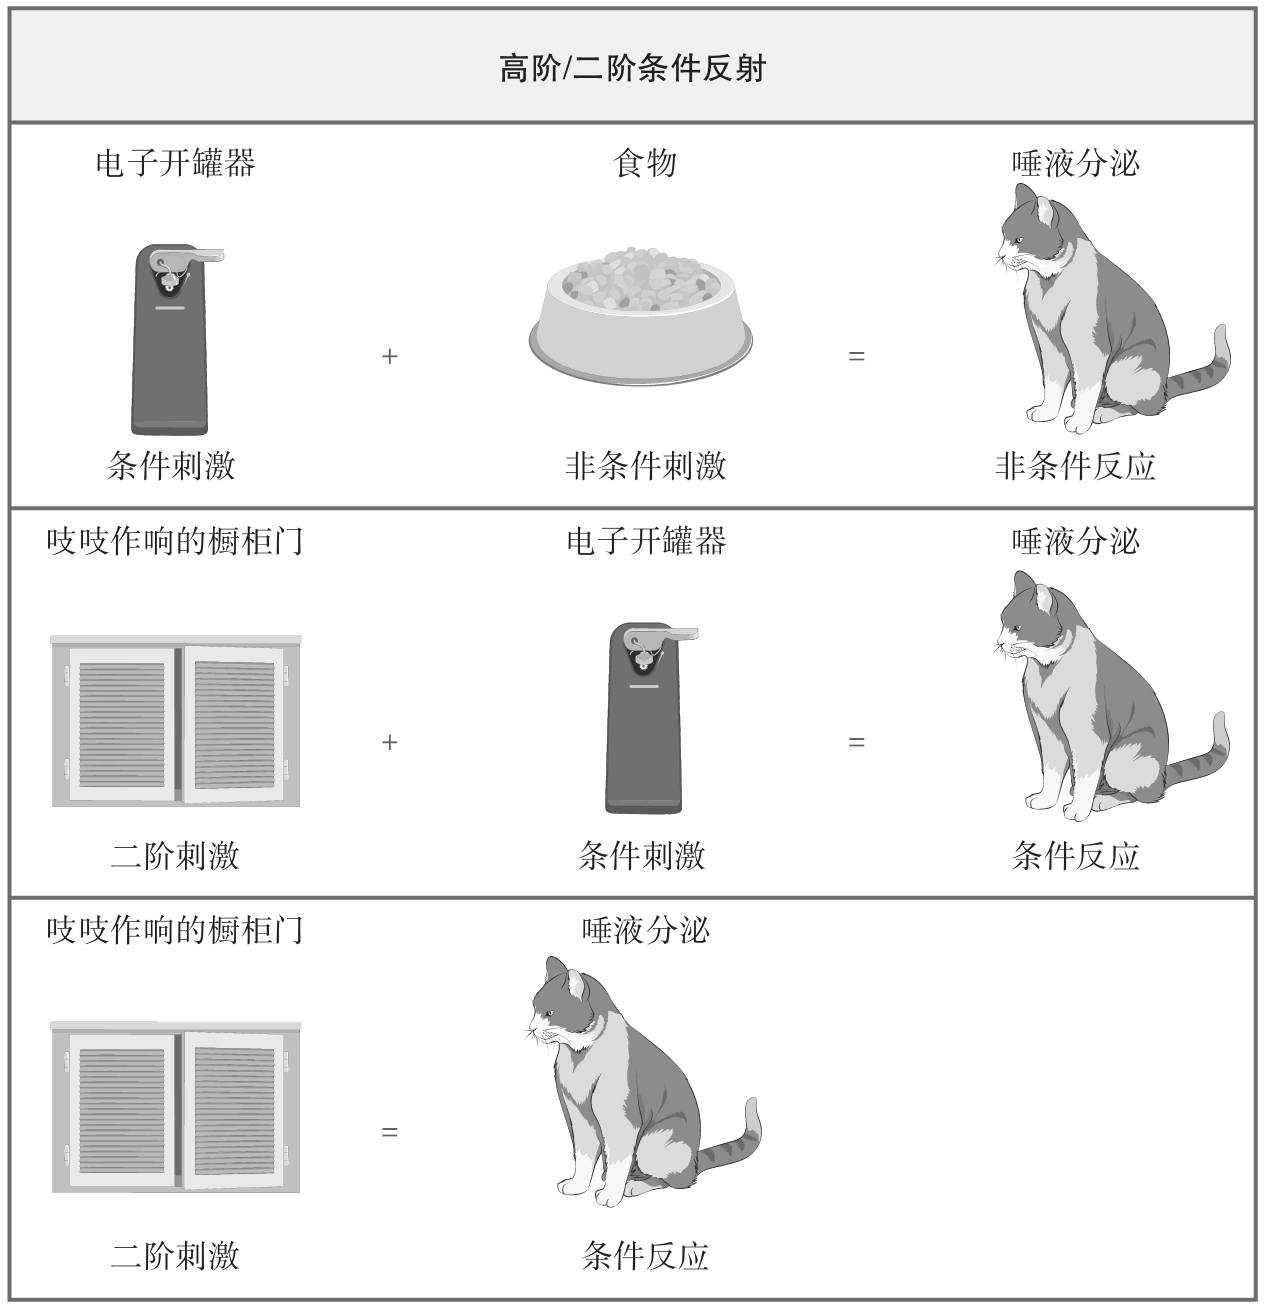 高阶/二阶条件反射
电子开罐器 食物 唾液分泌
+ =
条件刺激 非条件刺激 非条件反应
吱吱作响的橱柜门 电子开罐器 唾液分泌
+ =
二阶刺激 条件刺激 条件反应
吱吱作响的橱柜门 唾液分泌
=
二阶刺激 条件反应